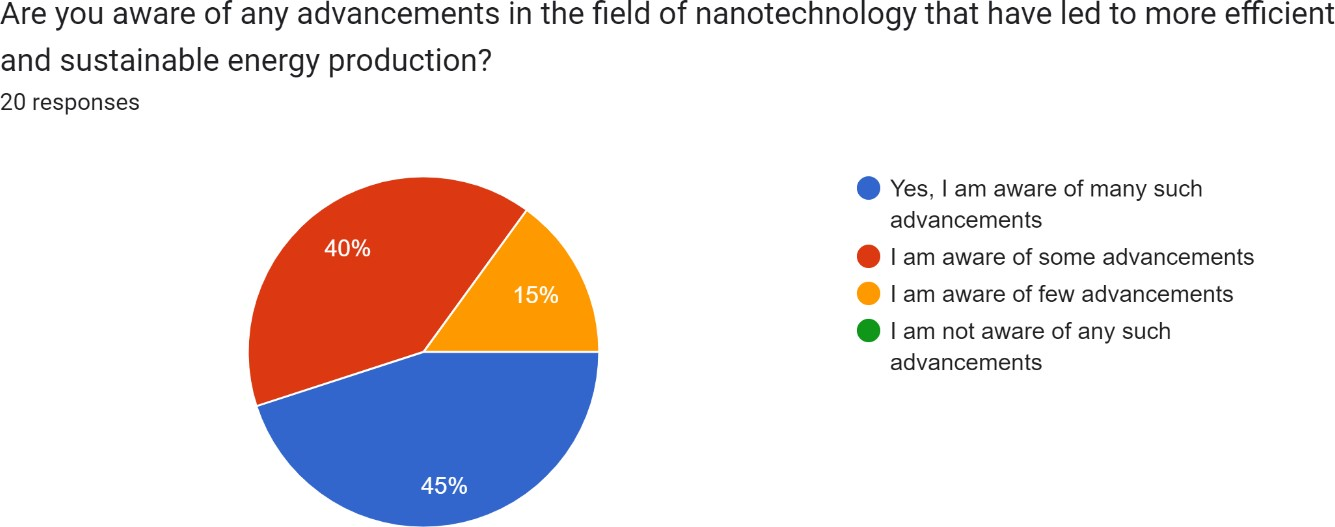 Are you aware of any advancements in the field of nanotechnology that have led to more efficient
and sustainable energy production?
20 responses
40%
15%
45%
Yes, I am aware of many such
advancements
I am aware of some advancements
I am aware of few advancements
I am not aware of any such
advancements